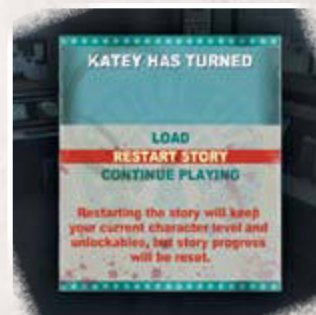 KATEY HAS TURNED
LOAD
RESTART STORY
CONTINUE PLAYING
Restarting the story will keep
your current character level and
unlockables, but story progress
will be reset.